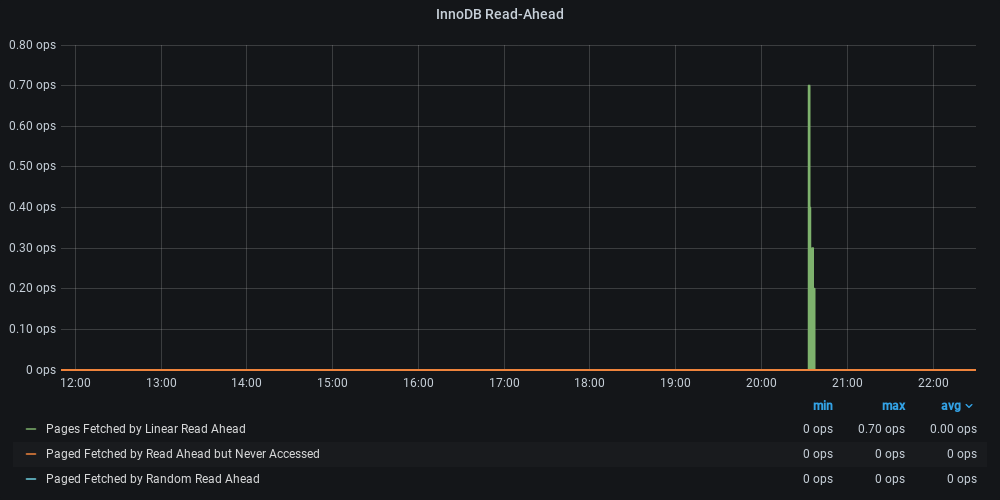 InnoDB Read-Ahead
0.80 ops
0.70 ops
0.60 ops
0.50 ops
0.40 ops
0.30 ops
0.20 ops
0.10 ops
0 ops
12:00 13:00 14:00 15:00 16:00 17:00 18:00 19:00 20:00 21:00 22:00
min max avg
Pages Fetched by Linear Read Ahead 0 ops 0.70 ops 0.00 ops
Paged Fetched by Read Ahead but Never Accessed 0 ops 0 ops 0 ops
Paged Fetched by Random Read Ahead 0 ops 0 ops 0 ops